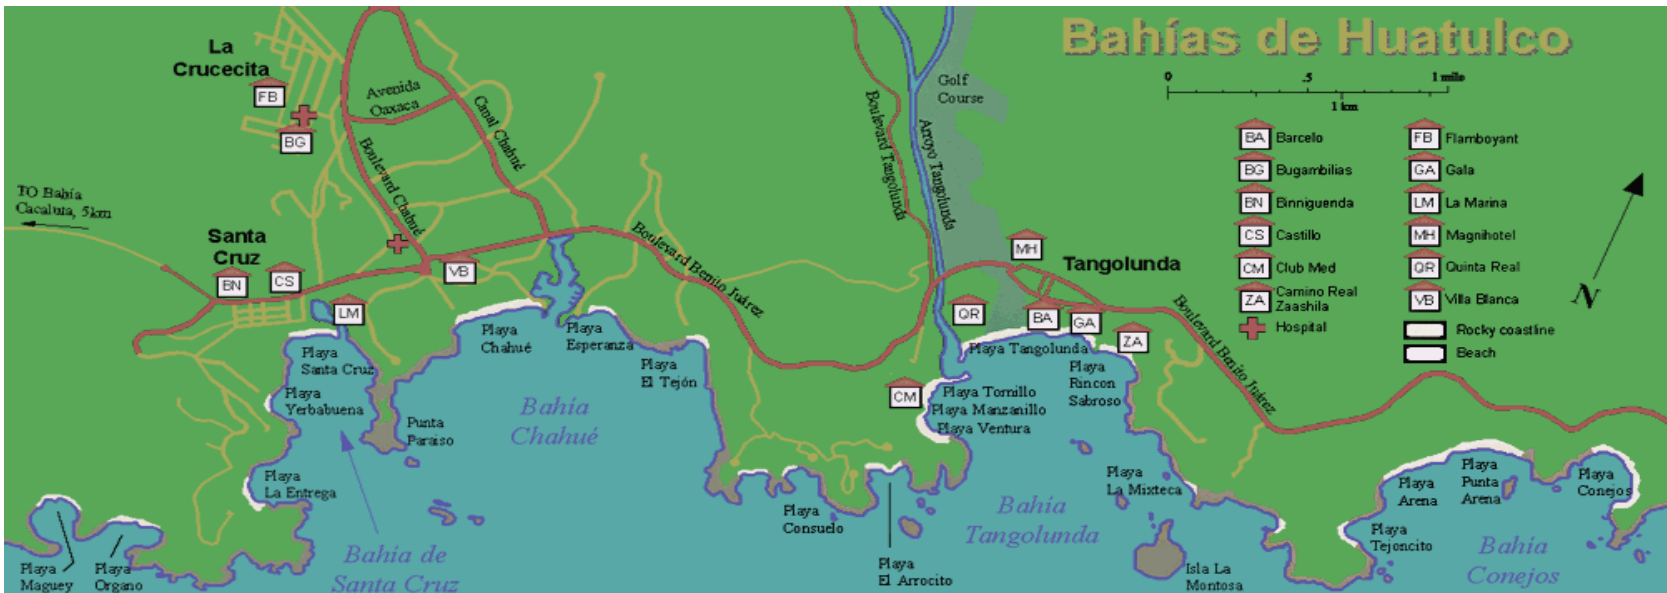 Bahías de Huatulco
0 .5 1 milo
1 km
La
Crucecita
FB
BG
Avenida
Oaxaca
Canal Chahué
Boulevard Chahué
TO Bahía
Cacaluta, 5km
Santa
Cruz
BN
CS
LM
VB
Boulevard Benito Juárez
Boulevard Tangolunda
Arroyo Tangolunda
Golf
Course
MH
Tangolunda
QR
BA
GA
ZA
CM
Boulevard Benito Juárez
BA Barcelo
BG Bugambilias
BN Binniguenda
CS Castillo
CM Club Med
ZA Camino Real
Zaashila
Hospital
FB Flamboyant
GA Gala
LM La Marina
MH Magnihotel
QR Quinta Real
VB Villa Blanca
Rocky coastline
Beach
N
Playa
Santa Cruz
Playa
Yerbabuena
Playa
La Entrega
Playa
Maguey
Playa
Organo
Punta
Paraiso
Bahía de
Santa Cruz
Playa
Chahué
Playa
Esperanza
Playa
El Tejón
Bahía
Chahué
Playa
Consuelo
Playa
El Arrocito
Playa Tangolunda
Playa Tornillo
Playa Manzanillo
Playa Ventura
Playa
Rincon
Sabroso
Playa
La Mixteca
Bahía
Tangolunda
Isla La
Montosa
Playa
Arena
Playa
Punta
Arena
Playa
Conejos
Playa
Tejoncito
Bahía
Conejos